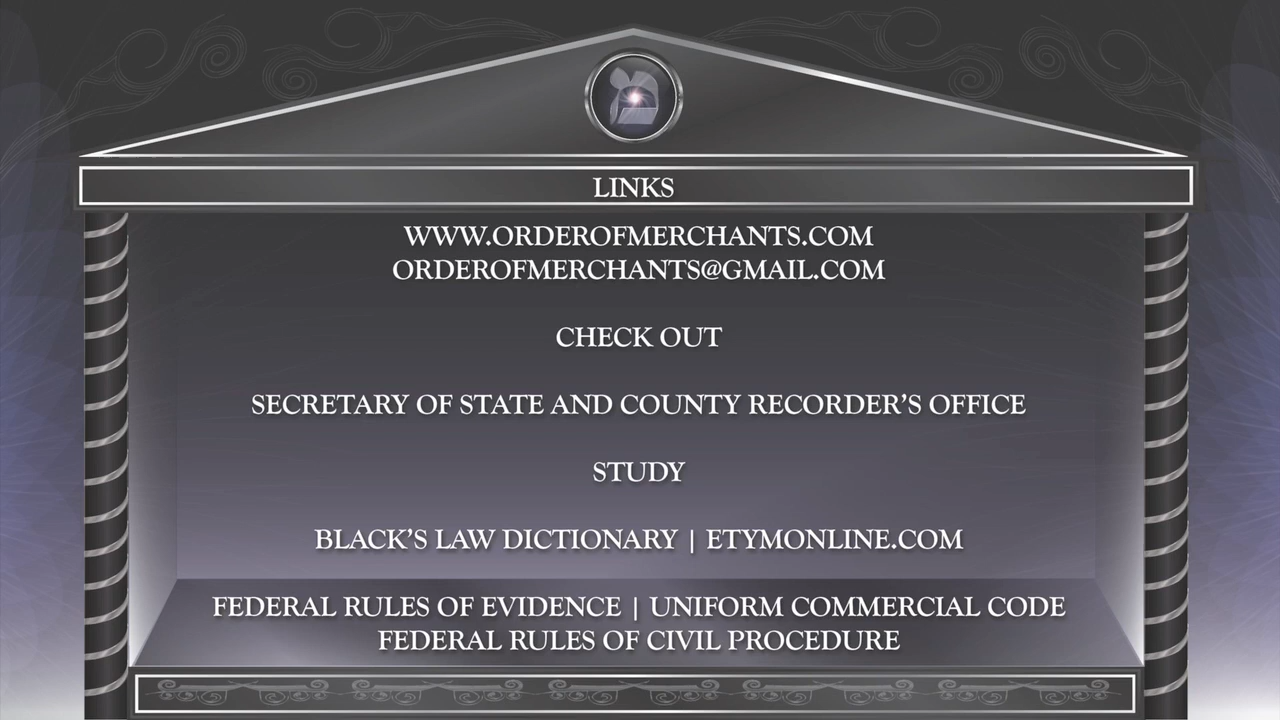 LINKS
WWW.ORDEROFMERCHANTS.COM
ORDEROFMERCHANTS@GMAIL.COM
CHECK OUT
SECRETARY OF STATE AND COUNTY RECORDER’S OFFICE
STUDY
BLACK’S LAW DICTIONARY | ETYMONLINE.COM
FEDERAL RULES OF EVIDENCE | UNIFORM COMMERCIAL CODE
FEDERAL RULES OF CIVIL PROCEDURE